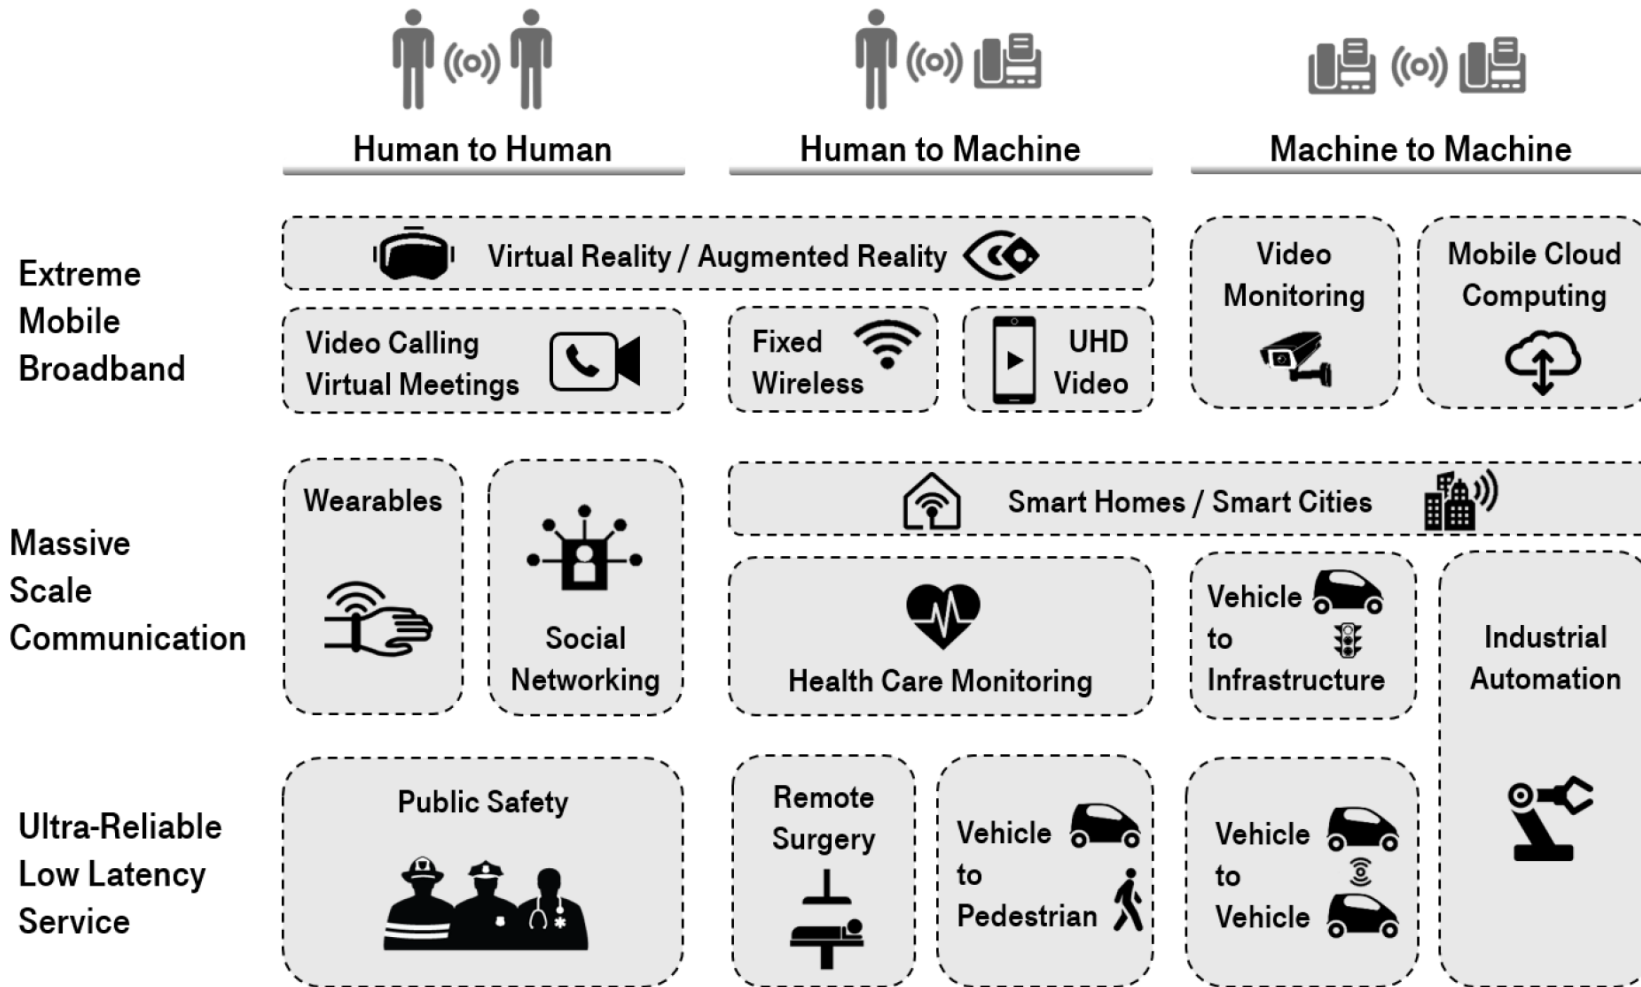 Human to Human
Human to Machine
Machine to Machine
Extreme
Mobile
Broadband
Virtual Reality / Augmented Reality
Video
Monitoring
Mobile Cloud
Computing
Video Calling
Virtual Meetings
Fixed
Wireless
UHD
Video
Massive
Scale
Communication
Wearables
Social
Networking
Smart Homes / Smart Cities
Health Care Monitoring
Vehicle
to
Infrastructure
Industrial
Automation
Ultra-Reliable
Low Latency
Service
Public Safety
Remote
Surgery
Vehicle
to
Pedestrian
Vehicle
to
Vehicle